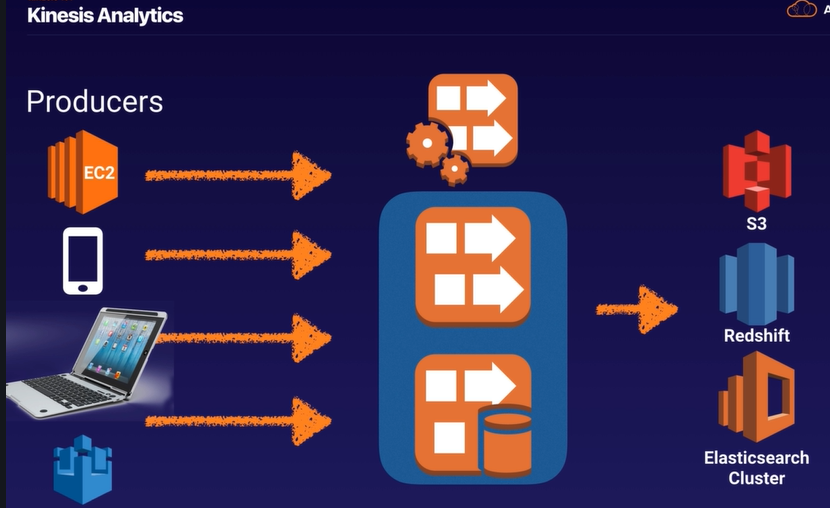 Kinesis Analytics
A
Producers
EC2
S3
Redshift
Elasticsearch
Cluster